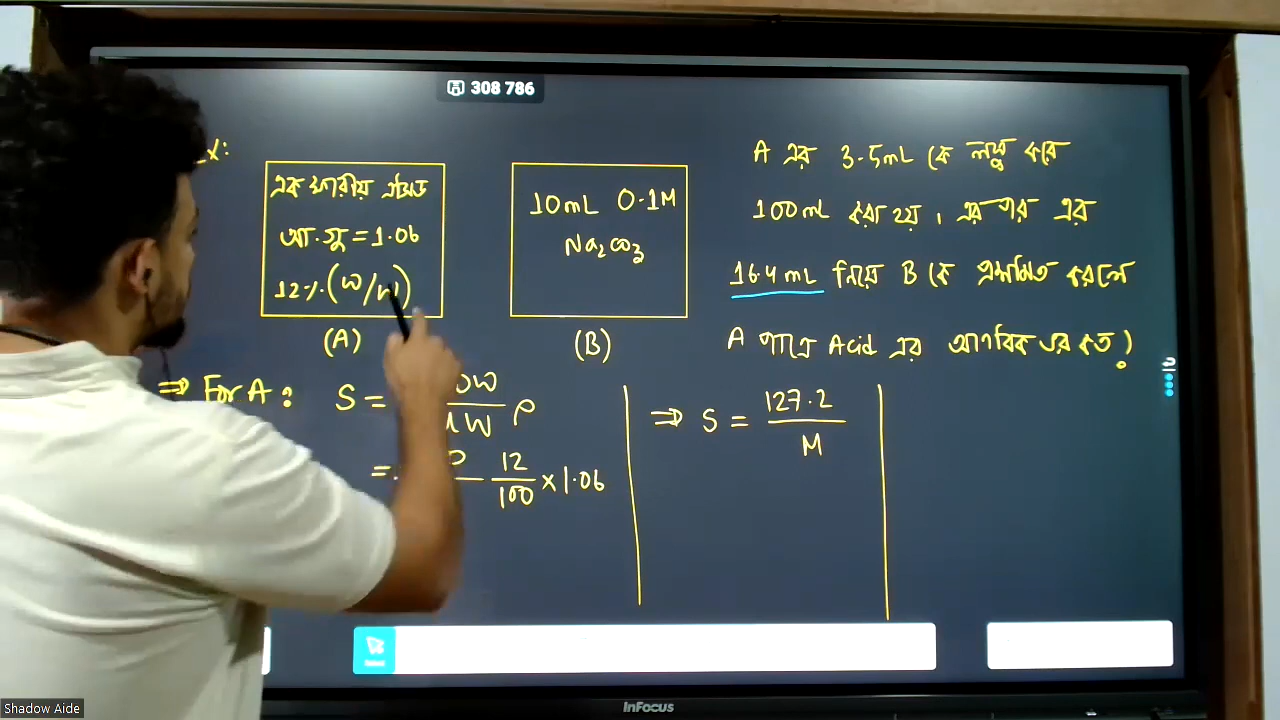 308 786
Ex:
এক ক্ষারীয় এসিড
আ.গু = 1.06
12% (W/W)
(A)
10mL 0.1M
Na2CO3
(B)
A এর 3.5mL কে লঘু করে
100mL করা হয়। এরপর এর
16.4 mL নিয়ে B কে প্রশমিত করলে
A পাত্রে Acid এর আণবিক ভর কত?
⇒ For A: S =
W ρ
= 12/100 × 1.06
⇒ S = 127.2/M
InFocus
Shadow Aide